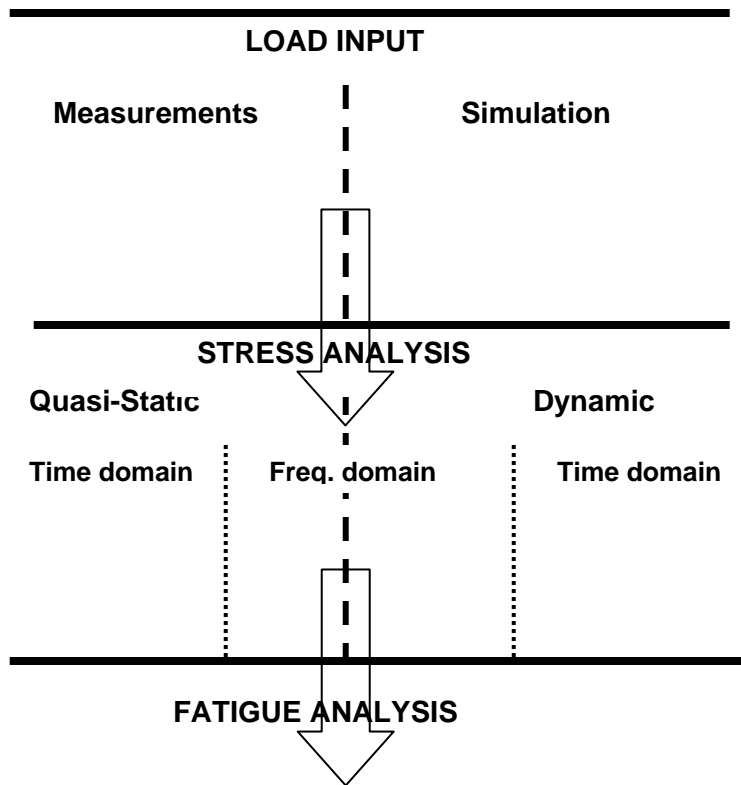 LOAD INPUT
Measurements Simulation
STRESS ANALYSIS
Quasi-Static Dynamic
Time domain Freq. domain Time domain
FATIGUE ANALYSIS